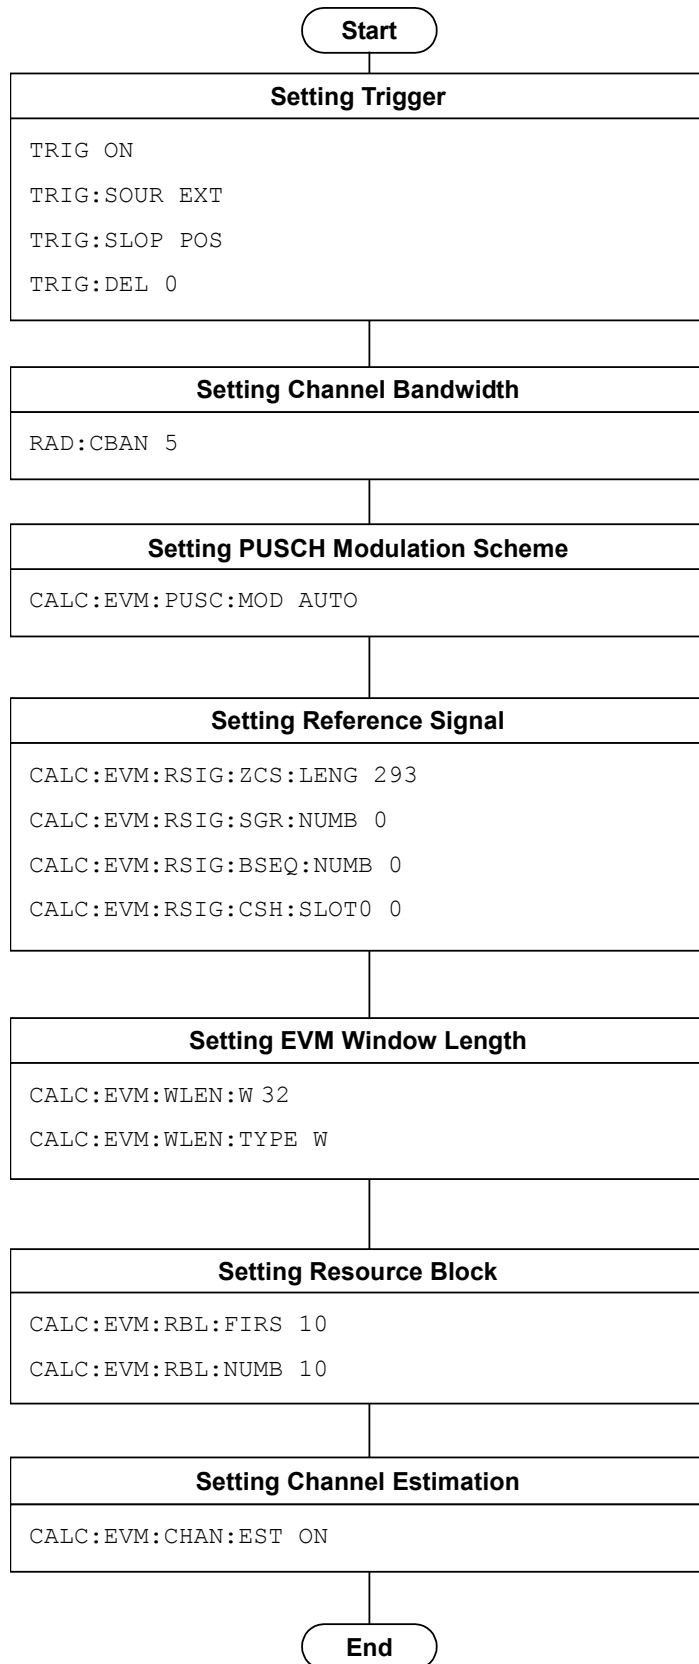 Start
Setting Trigger
TRIG ON
TRIG:SOUR EXT
TRIG:SLOP POS
TRIG:DEL 0
Setting Channel Bandwidth
RAD:CBAN 5
Setting PUSCH Modulation Scheme
CALC:EVM:PUSC:MOD AUTO
Setting Reference Signal
CALC:EVM:RSIG:ZCS:LENG 293
CALC:EVM:RSIG:SGR:NUMB 0
CALC:EVM:RSIG:BSEQ:NUMB 0
CALC:EVM:RSIG:CSH:SLOT0 0
Setting EVM Window Length
CALC:EVM:WLEN:W 32
CALC:EVM:WLEN:TYPE W
Setting Resource Block
CALC:EVM:RBL:FIRS 10
CALC:EVM:RBL:NUMB 10
Setting Channel Estimation
CALC:EVM:CHAN:EST ON
End